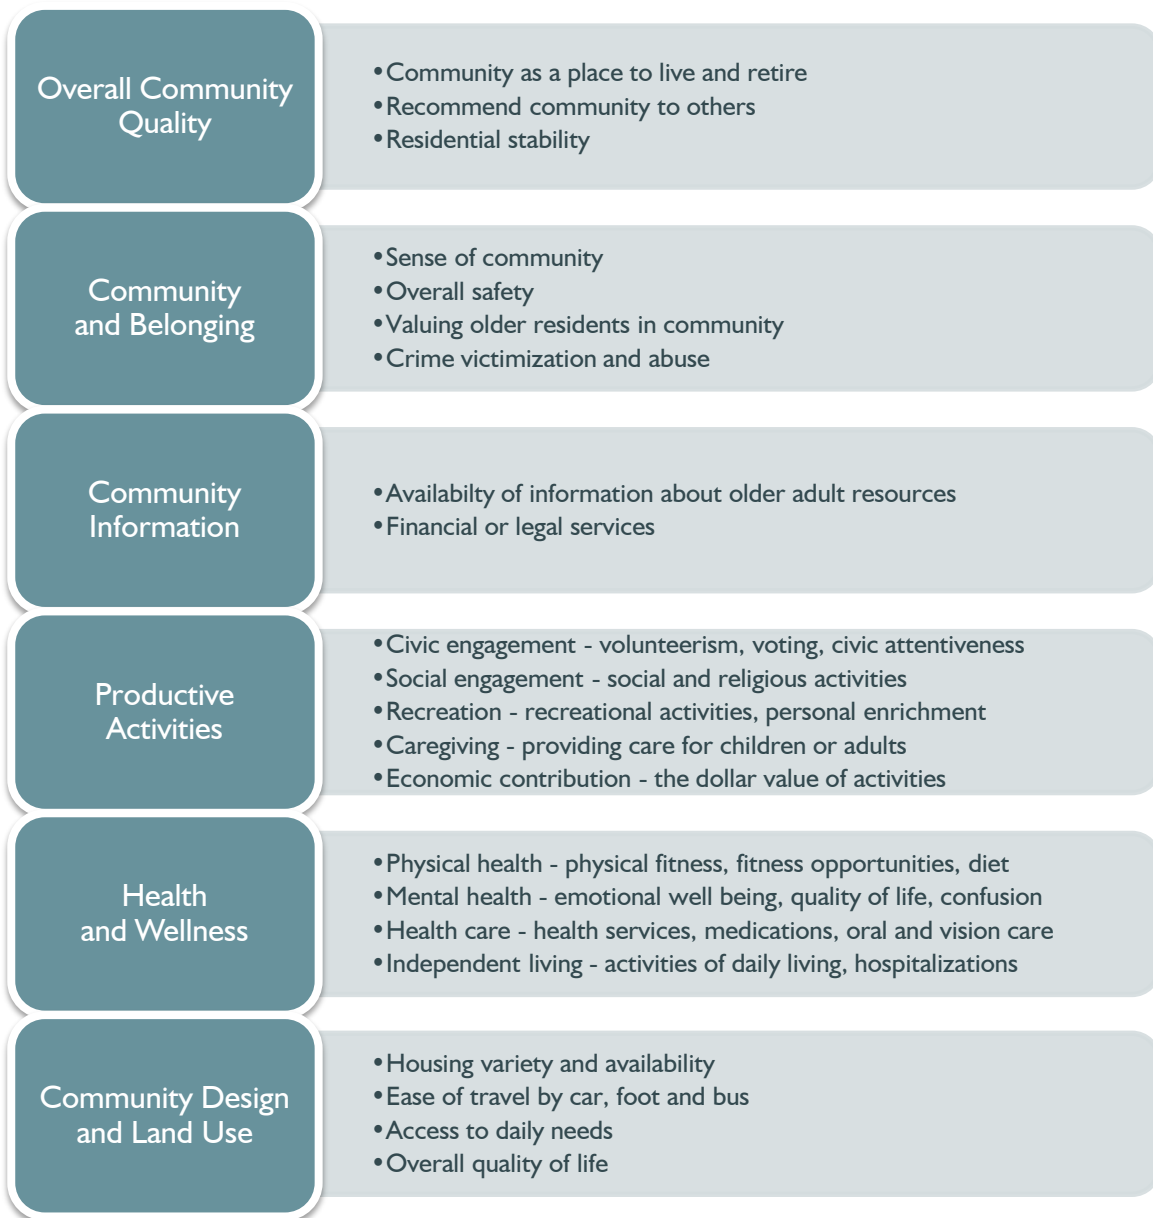 Overall Community
Quality
•Community as a place to live and retire
•Recommend community to others
•Residential stability
Community
and Belonging
•Sense of community
•Overall safety
•Valuing older residents in community
•Crime victimization and abuse
Community
Information
•Availabilty of information about older adult resources
•Financial or legal services
Productive
Activities
•Civic engagement - volunteerism, voting, civic attentiveness
•Social engagement - social and religious activities
•Recreation - recreational activities, personal enrichment
•Caregiving - providing care for children or adults
•Economic contribution - the dollar value of activities
Health
and Wellness
•Physical health - physical fitness, fitness opportunities, diet
•Mental health - emotional well being, quality of life, confusion
•Health care - health services, medications, oral and vision care
•Independent living - activities of daily living, hospitalizations
Community Design
and Land Use
•Housing variety and availability
•Ease of travel by car, foot and bus
•Access to daily needs
•Overall quality of life